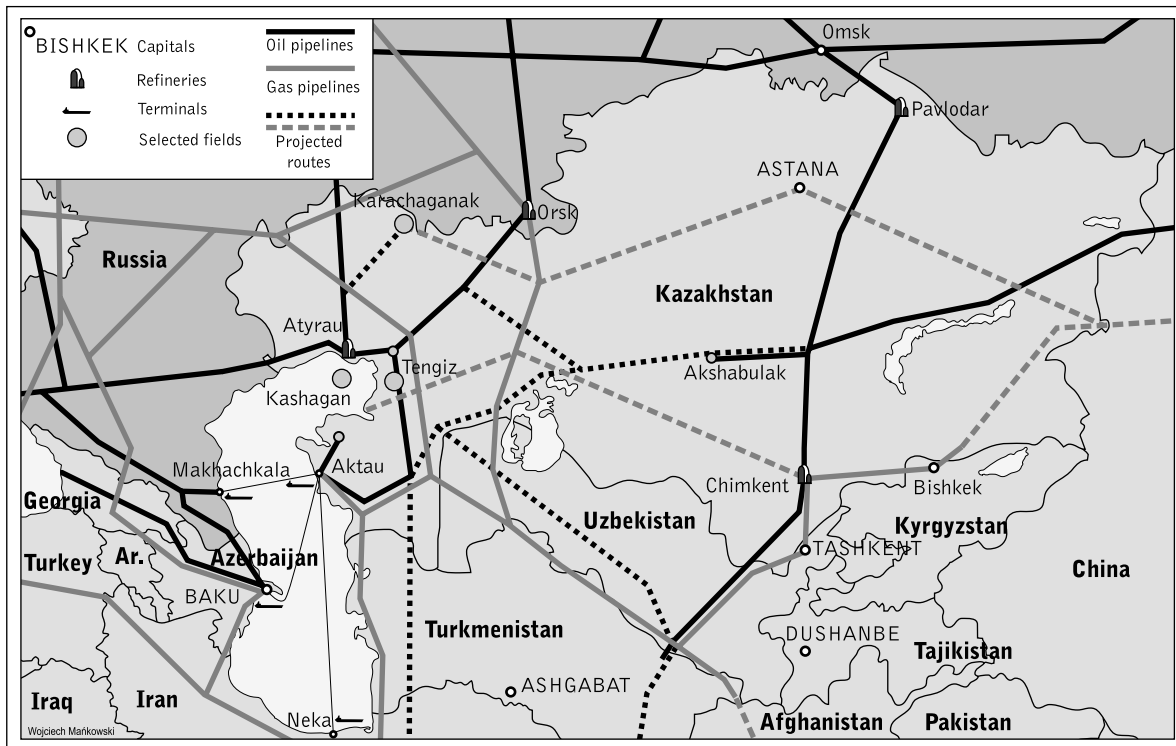 BISHKEK Capitals
Refineries
Terminals
Selected fields
Oil pipelines
Gas pipelines
Projected
routes
Omsk
Pavlodar
ASTANA
Karachaganak
Orsk
Russia
Kazakhstan
Atyrau
Tengiz
Akshabulak
Kashagan
Makhachkala
Aktau
Chimkent
Bishkek
Georgia
Uzbekistan
Kyrgyzstan
Turkey
Ar.
Azerbaijan
TASHKENT
China
BAKU
Turkmenistan
DUSHANBE
Tajikistan
Iraq
Iran
ASHGABAT
Neka
Afghanistan
Pakistan
Wojciech Mańkowski